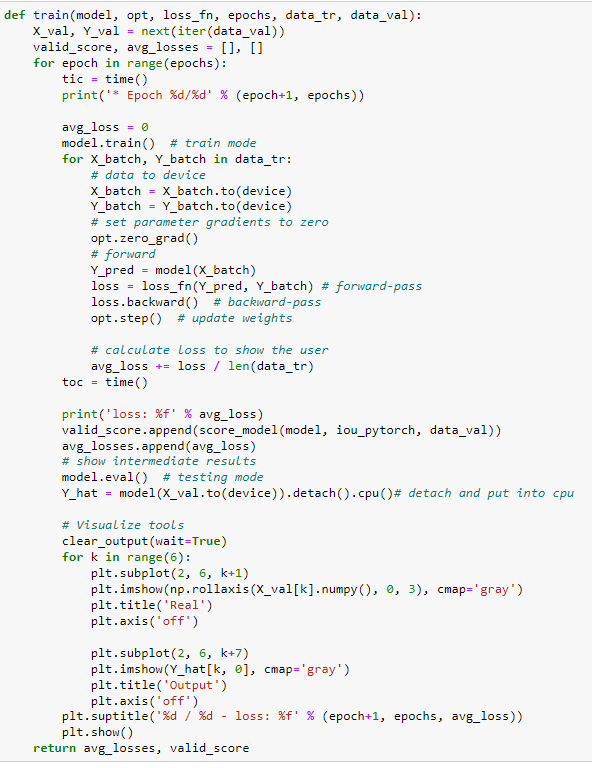 def train(model, opt, loss_fn, epochs, data_tr, data_val):
    X_val, Y_val = next(iter(data_val))
    valid_score, avg_losses = [], []
    for epoch in range(epochs):
        tic = time()
        print('* Epoch %d/%d' % (epoch+1, epochs))

        avg_loss = 0
        model.train()  # train mode
        for X_batch, Y_batch in data_tr:
            # data to device
            X_batch = X_batch.to(device)
            Y_batch = Y_batch.to(device)
            # set parameter gradients to zero
            opt.zero_grad()
            # forward
            Y_pred = model(X_batch)
            loss = loss_fn(Y_pred, Y_batch) # forward-pass
            loss.backward()  # backward-pass
            opt.step()  # update weights

            # calculate loss to show the user
            avg_loss += loss / len(data_tr)
        toc = time()

        print('loss: %f' % avg_loss)
        valid_score.append(score_model(model, iou_pytorch, data_val))
        avg_losses.append(avg_loss)
        # show intermediate results
        model.eval()  # testing mode
        Y_hat = model(X_val.to(device)).detach().cpu()# detach and put into cpu

        # Visualize tools
        clear_output(wait=True)
        for k in range(6):
            plt.subplot(2, 6, k+1)
            plt.imshow(np.rollaxis(X_val[k].numpy(), 0, 3), cmap='gray')
            plt.title('Real')
            plt.axis('off')

            plt.subplot(2, 6, k+7)
            plt.imshow(Y_hat[k, 0], cmap='gray')
            plt.title('Output')
            plt.axis('off')
        plt.suptitle('%d / %d - loss: %f' % (epoch+1, epochs, avg_loss))
        plt.show()
    return avg_losses, valid_score